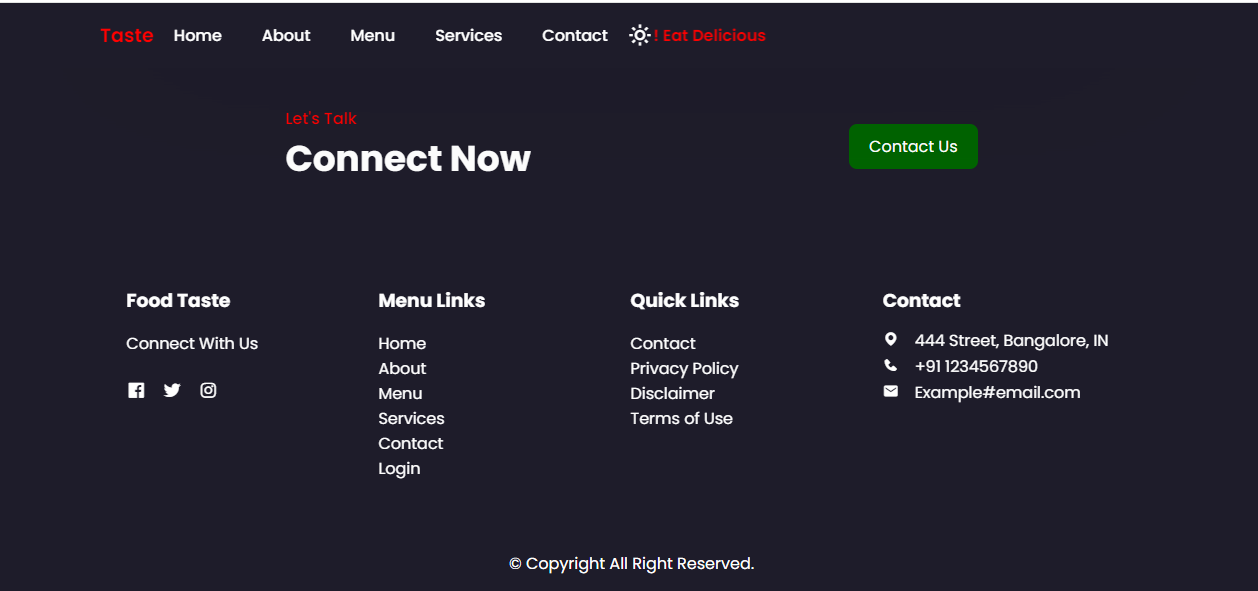 Taste Home About Menu Services Contact ! Eat Delicious
Let's Talk
Connect Now
Contact Us
Food Taste
Connect With Us
Menu Links
Home
About
Menu
Services
Contact
Login
Quick Links
Contact
Privacy Policy
Disclaimer
Terms of Use
Contact
444 Street, Bangalore, IN
+91 1234567890
Example#email.com
© Copyright All Right Reserved.